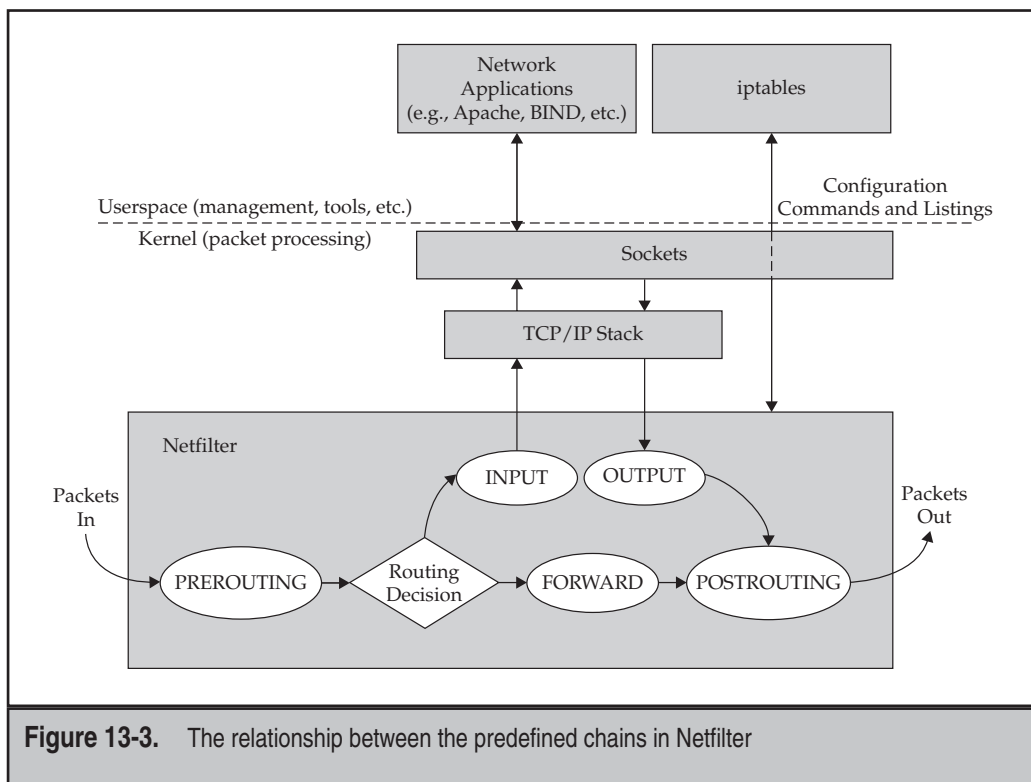 Network
Applications
(e.g., Apache, BIND, etc.)
iptables
Userspace (management, tools, etc.)
Configuration
Commands and Listings
Kernel (packet processing)
Sockets
TCP/IP Stack
Netfilter
INPUT
OUTPUT
Packets
In
Packets
Out
PREROUTING
Routing
Decision
FORWARD
POSTROUTING
Figure 13-3. The relationship between the predefined chains in Netfilter